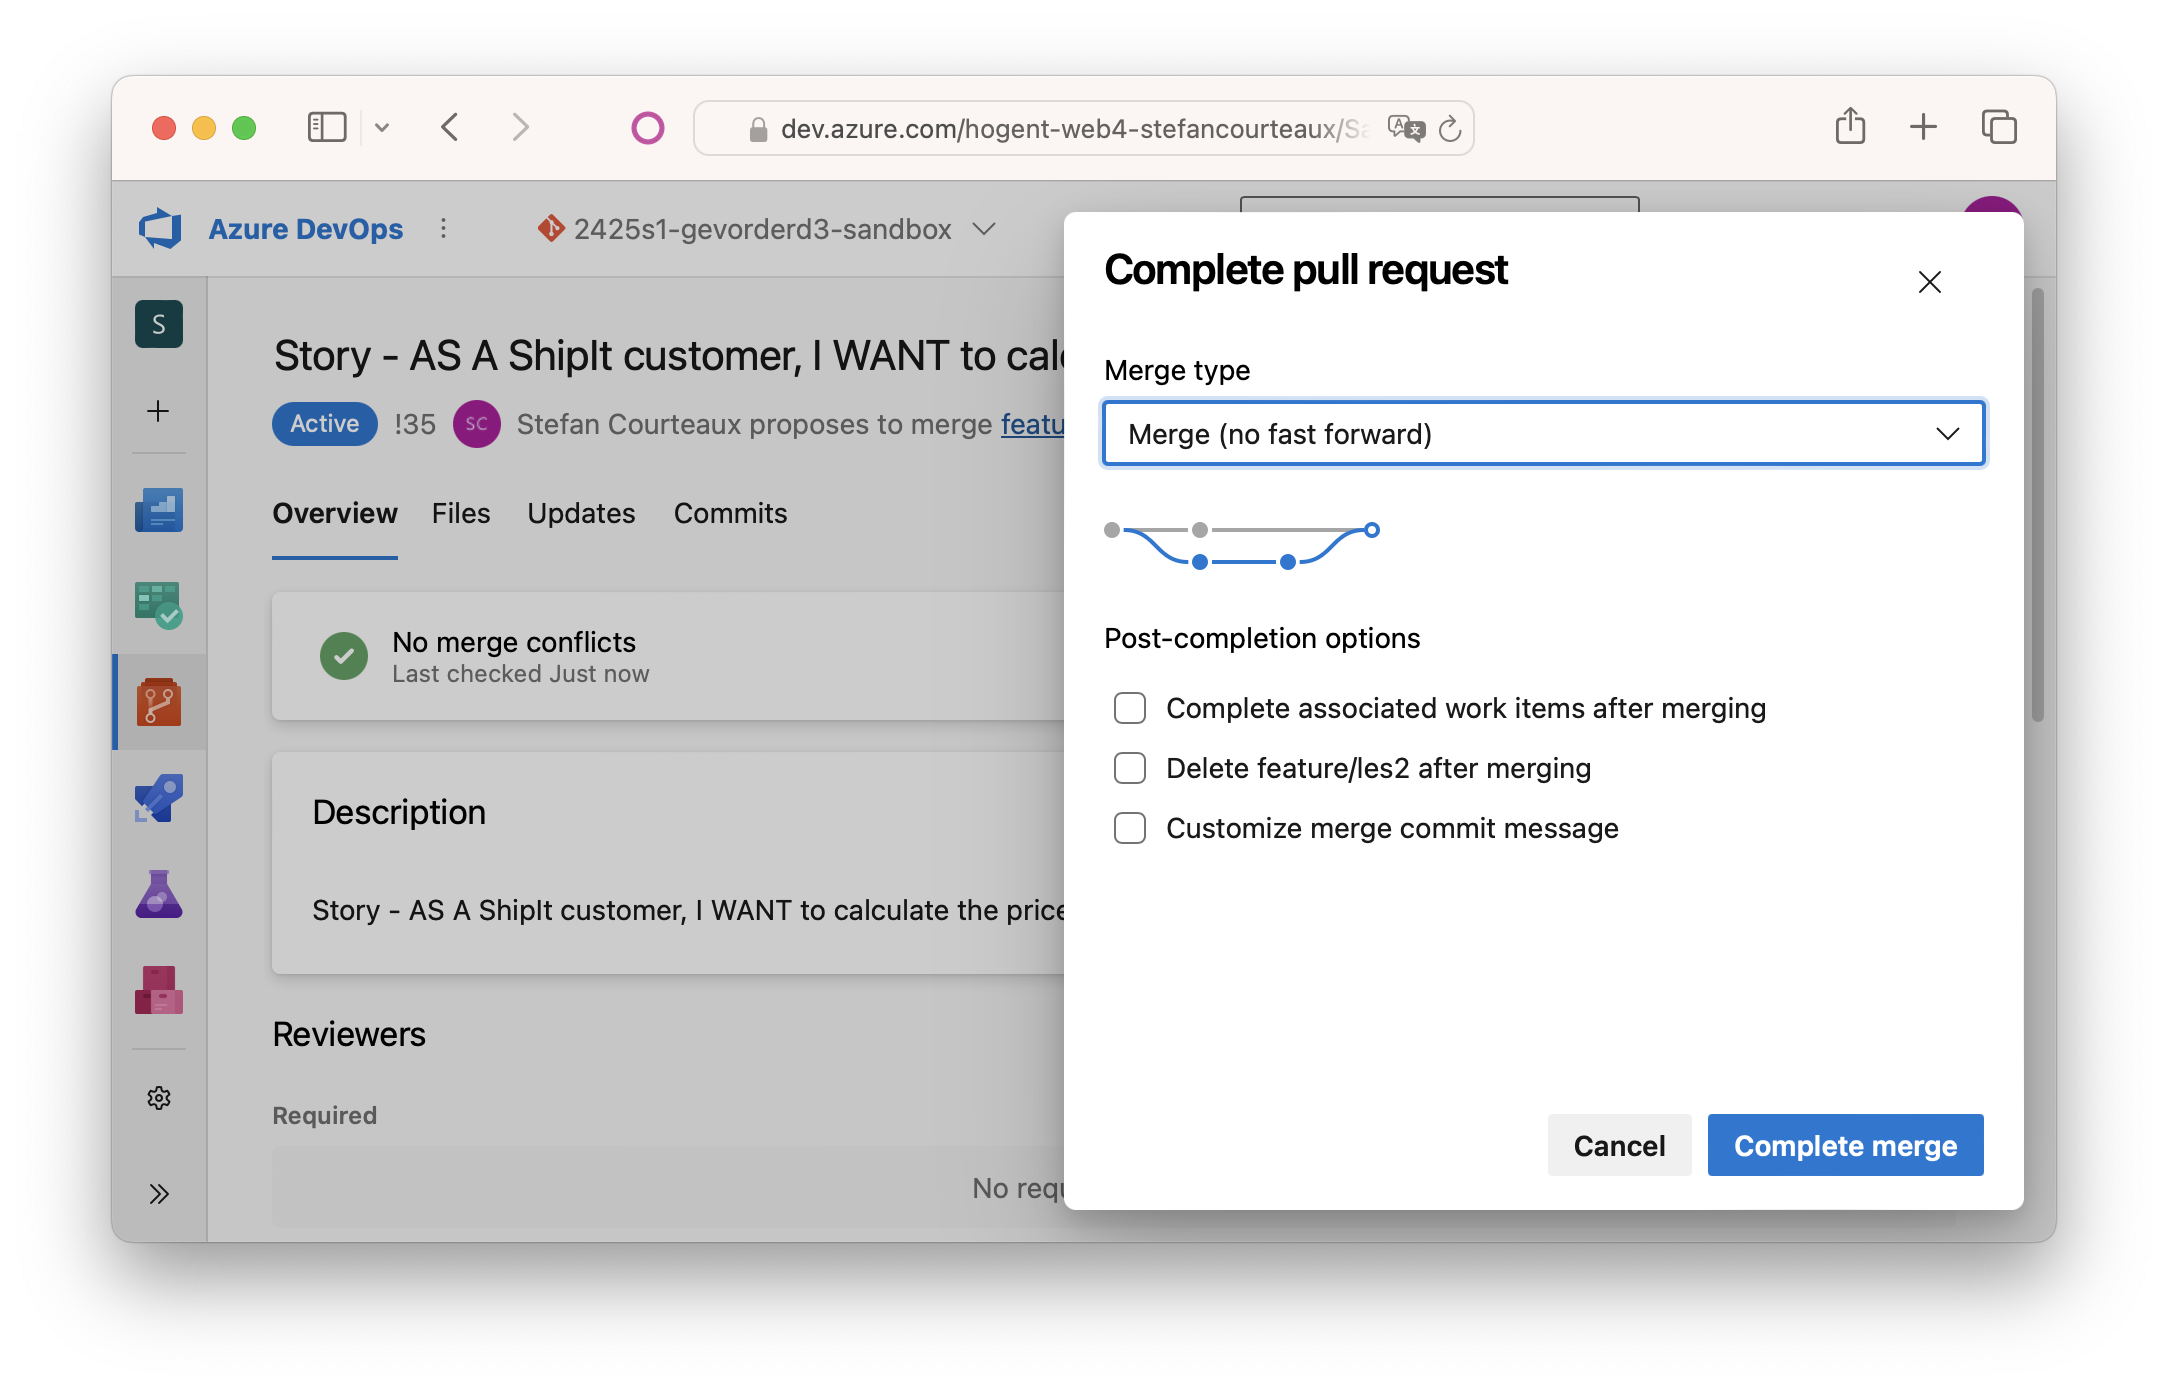 dev.azure.com/hogent-web4-stefancourteaux/Sa
Azure DevOps
2425s1-gevorderd3-sandbox
S
Story - AS A ShipIt customer, I WANT to calc
Active !35 SC Stefan Courteaux proposes to merge featu
Overview Files Updates Commits
No merge conflicts
Last checked Just now
Description
Story - AS A ShipIt customer, I WANT to calculate the price
Reviewers
Required
No requ
Complete pull request
Merge type
Merge (no fast forward)
Post-completion options
Complete associated work items after merging
Delete feature/les2 after merging
Customize merge commit message
Cancel
Complete merge